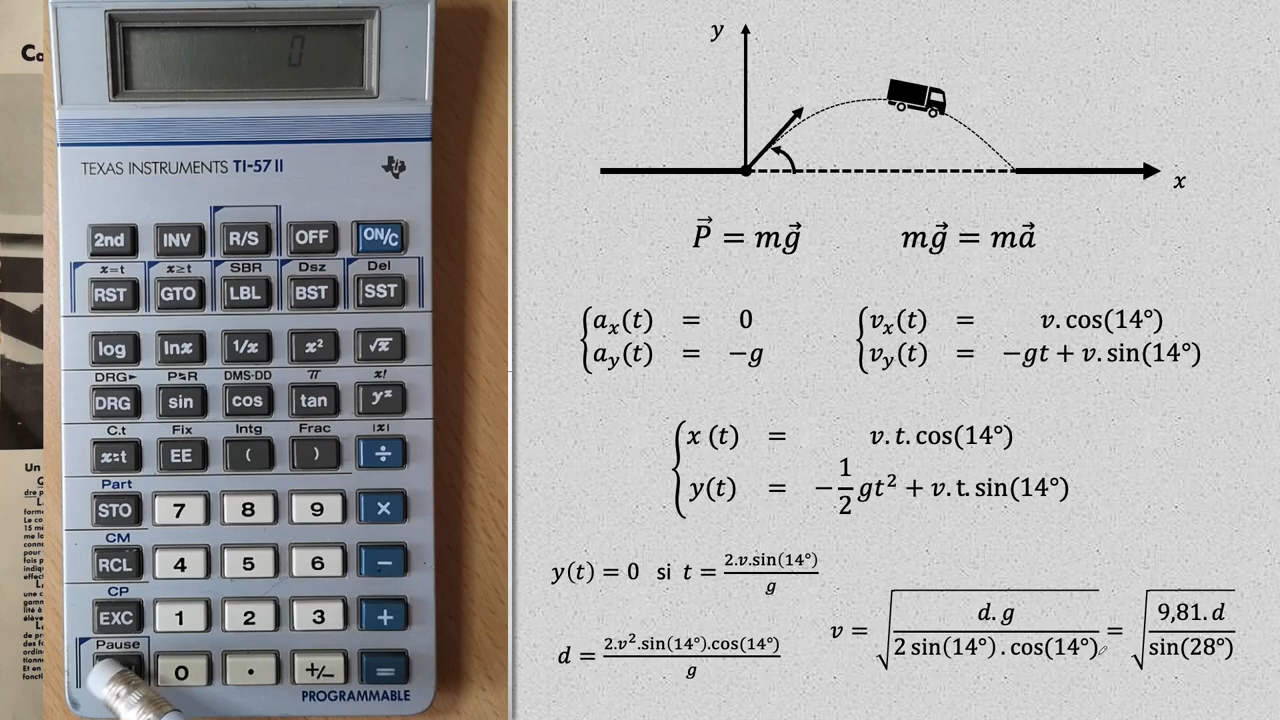 0
TEXAS INSTRUMENTS TI-57 II
2nd INV R/S OFF ON/C
x=t x≥t SBR Dsz Del
RST GTO LBL BST SST
log lnx 1/x x² √x
DRG► P⇋R DMS·DD π x!
DRG sin cos tan yˣ
C.t Fix Intg Frac |x|
x⇋t EE ( ) ÷
Part
STO 7 8 9 ×
CM
RCL 4 5 6 −
CP
EXC 1 2 3 +
Pause
0 . +/− =
PROGRAMMABLE
Un
y
x
P⃗ = mg⃗ mg⃗ = ma⃗
aₓ(t) = 0 vₓ(t) = v.cos(14°)
a_y(t) = −g v_y(t) = −gt + v.sin(14°)
x (t) = v.t.cos(14°)
y(t) = −1/2 gt² + v.t.sin(14°)
y(t) = 0 si t = 2.v.sin(14°)/g
d = 2.v².sin(14°).cos(14°)/g
v = √(d.g / 2 sin(14°).cos(14°)) = √(9,81.d / sin(28°))